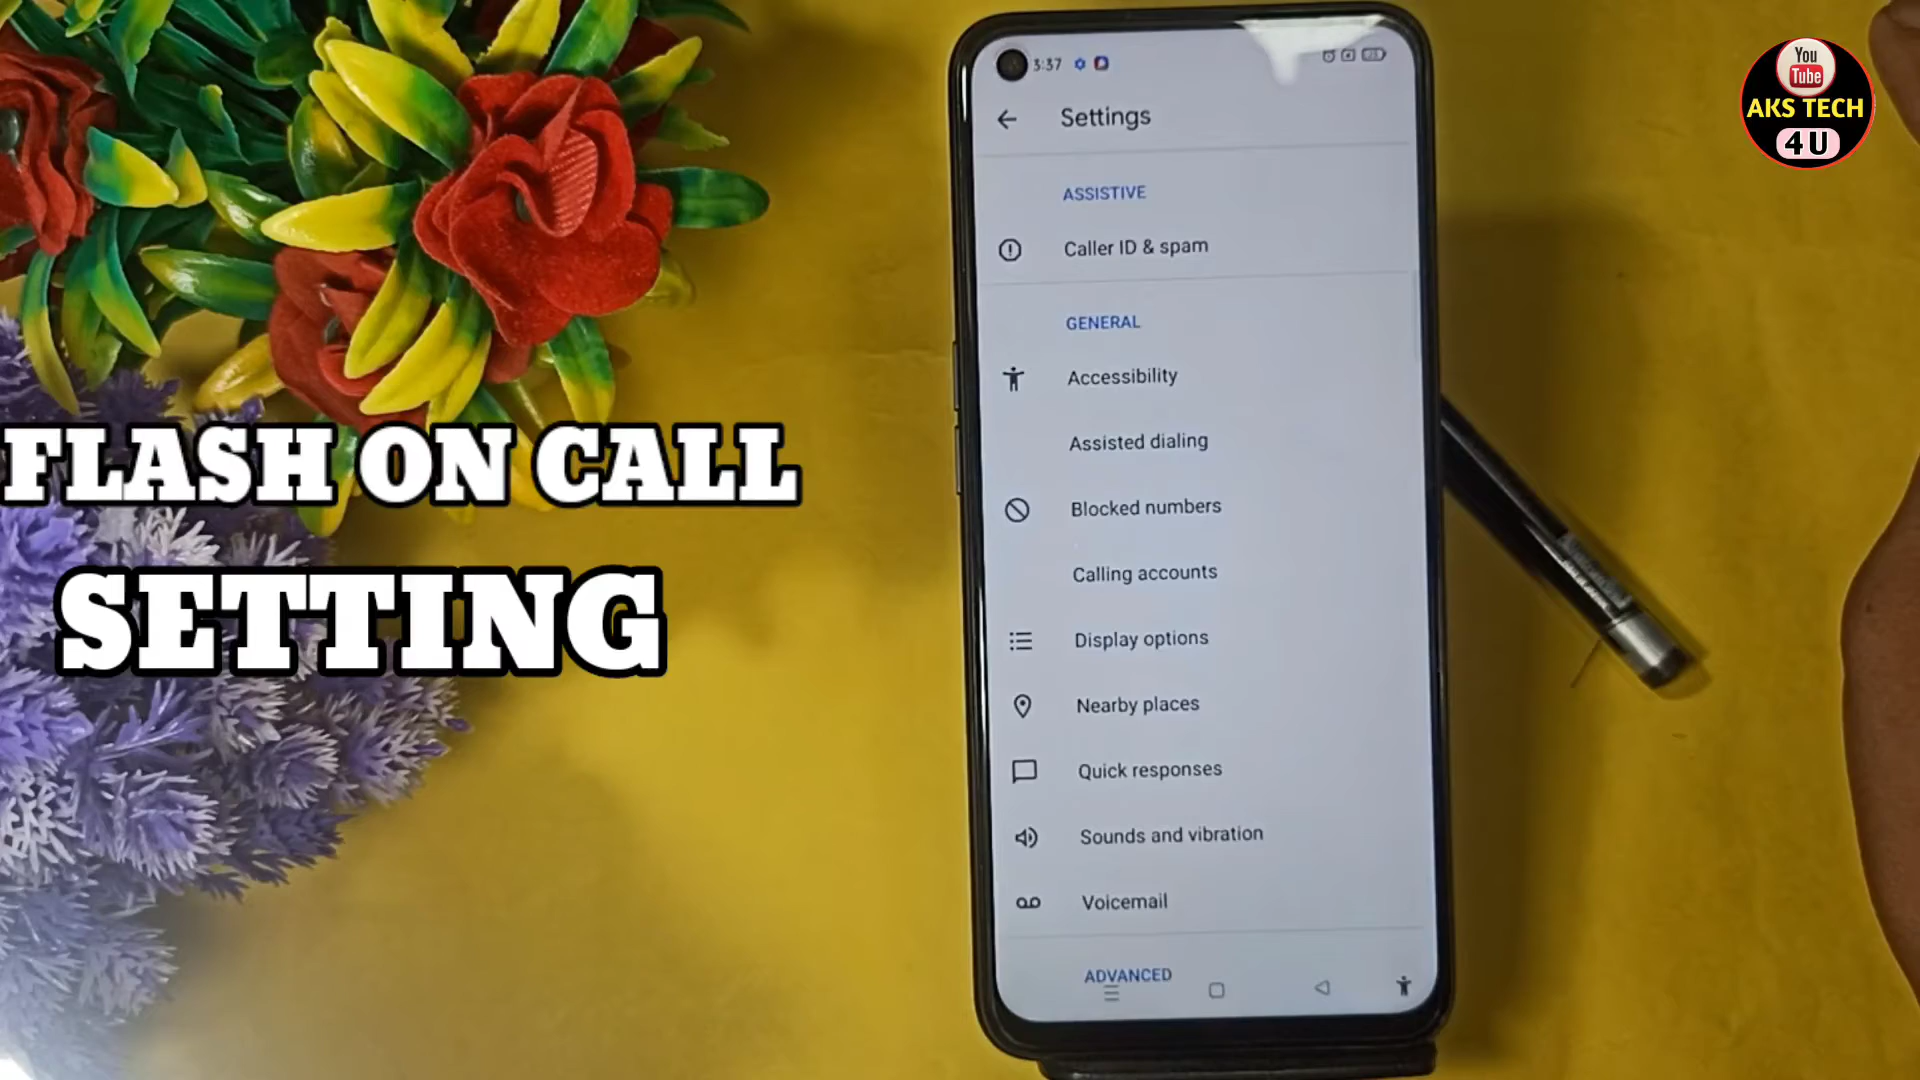 FLASH ON CALL
SETTING
3:37
Settings
ASSISTIVE
Caller ID & spam
GENERAL
Accessibility
Assisted dialing
Blocked numbers
Calling accounts
Display options
Nearby places
Quick responses
Sounds and vibration
Voicemail
ADVANCED
You
Tube
AKS TECH
4 U